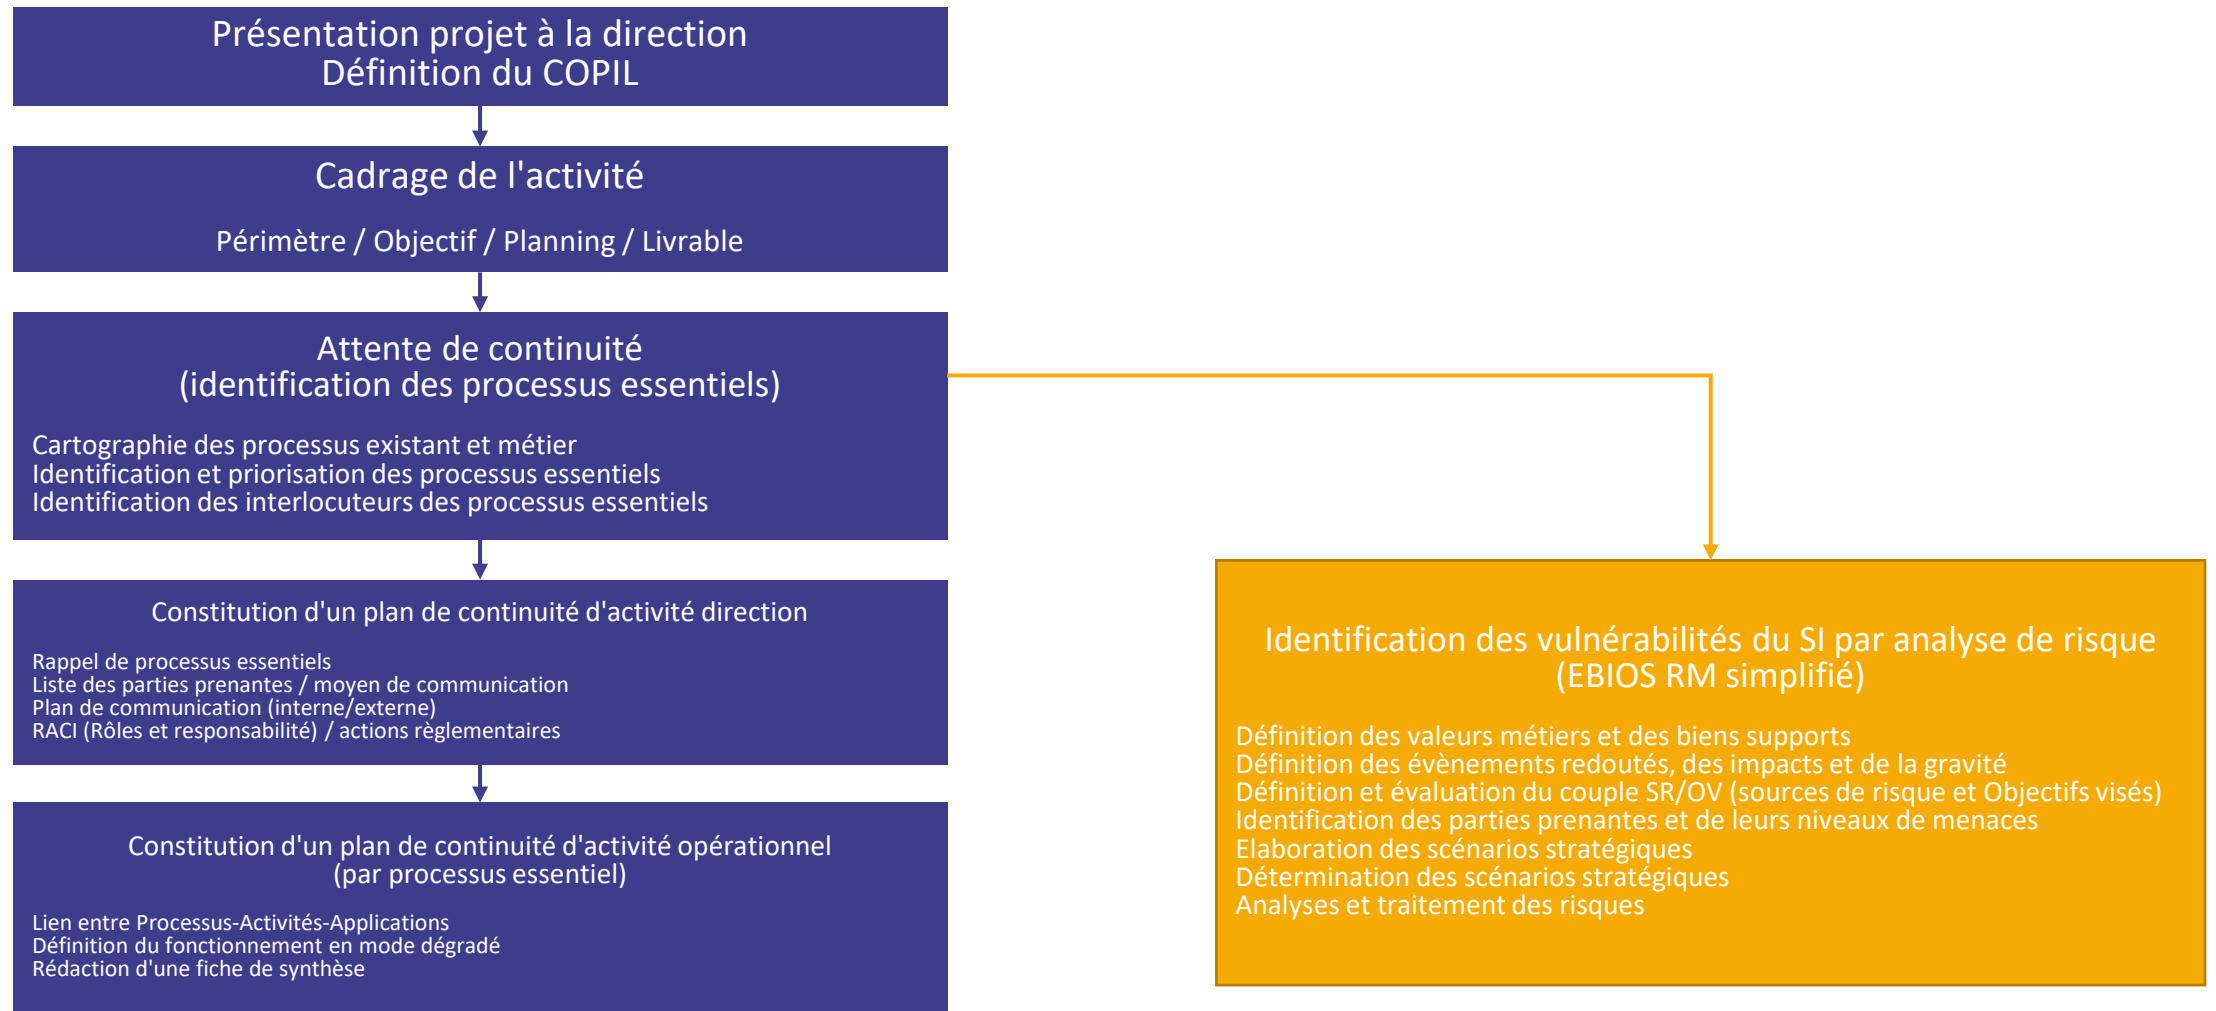 Présentation projet à la direction
Définition du COPIL
Cadrage de l'activité
Périmètre / Objectif / Planning / Livrable
Attente de continuité
(identification des processus essentiels)
Cartographie des processus existant et métier
Identification et priorisation des processus essentiels
Identification des interlocuteurs des processus essentiels
Constitution d'un plan de continuité d'activité direction
Rappel de processus essentiels
Liste des parties prenantes / moyen de communication
Plan de communication (interne/externe)
RACI (Rôles et responsabilité) / actions règlementaires
Constitution d'un plan de continuité d'activité opérationnel
(par processus essentiel)
Lien entre Processus-Activités-Applications
Définition du fonctionnement en mode dégradé
Rédaction d'une fiche de synthèse
Identification des vulnérabilités du SI par analyse de risque
(EBIOS RM simplifié)
Définition des valeurs métiers et des biens supports
Définition des évènements redoutés, des impacts et de la gravité
Définition et évaluation du couple SR/OV (sources de risque et Objectifs visés)
Identification des parties prenantes et de leurs niveaux de menaces
Elaboration des scénarios stratégiques
Détermination des scénarios stratégiques
Analyses et traitement des risques